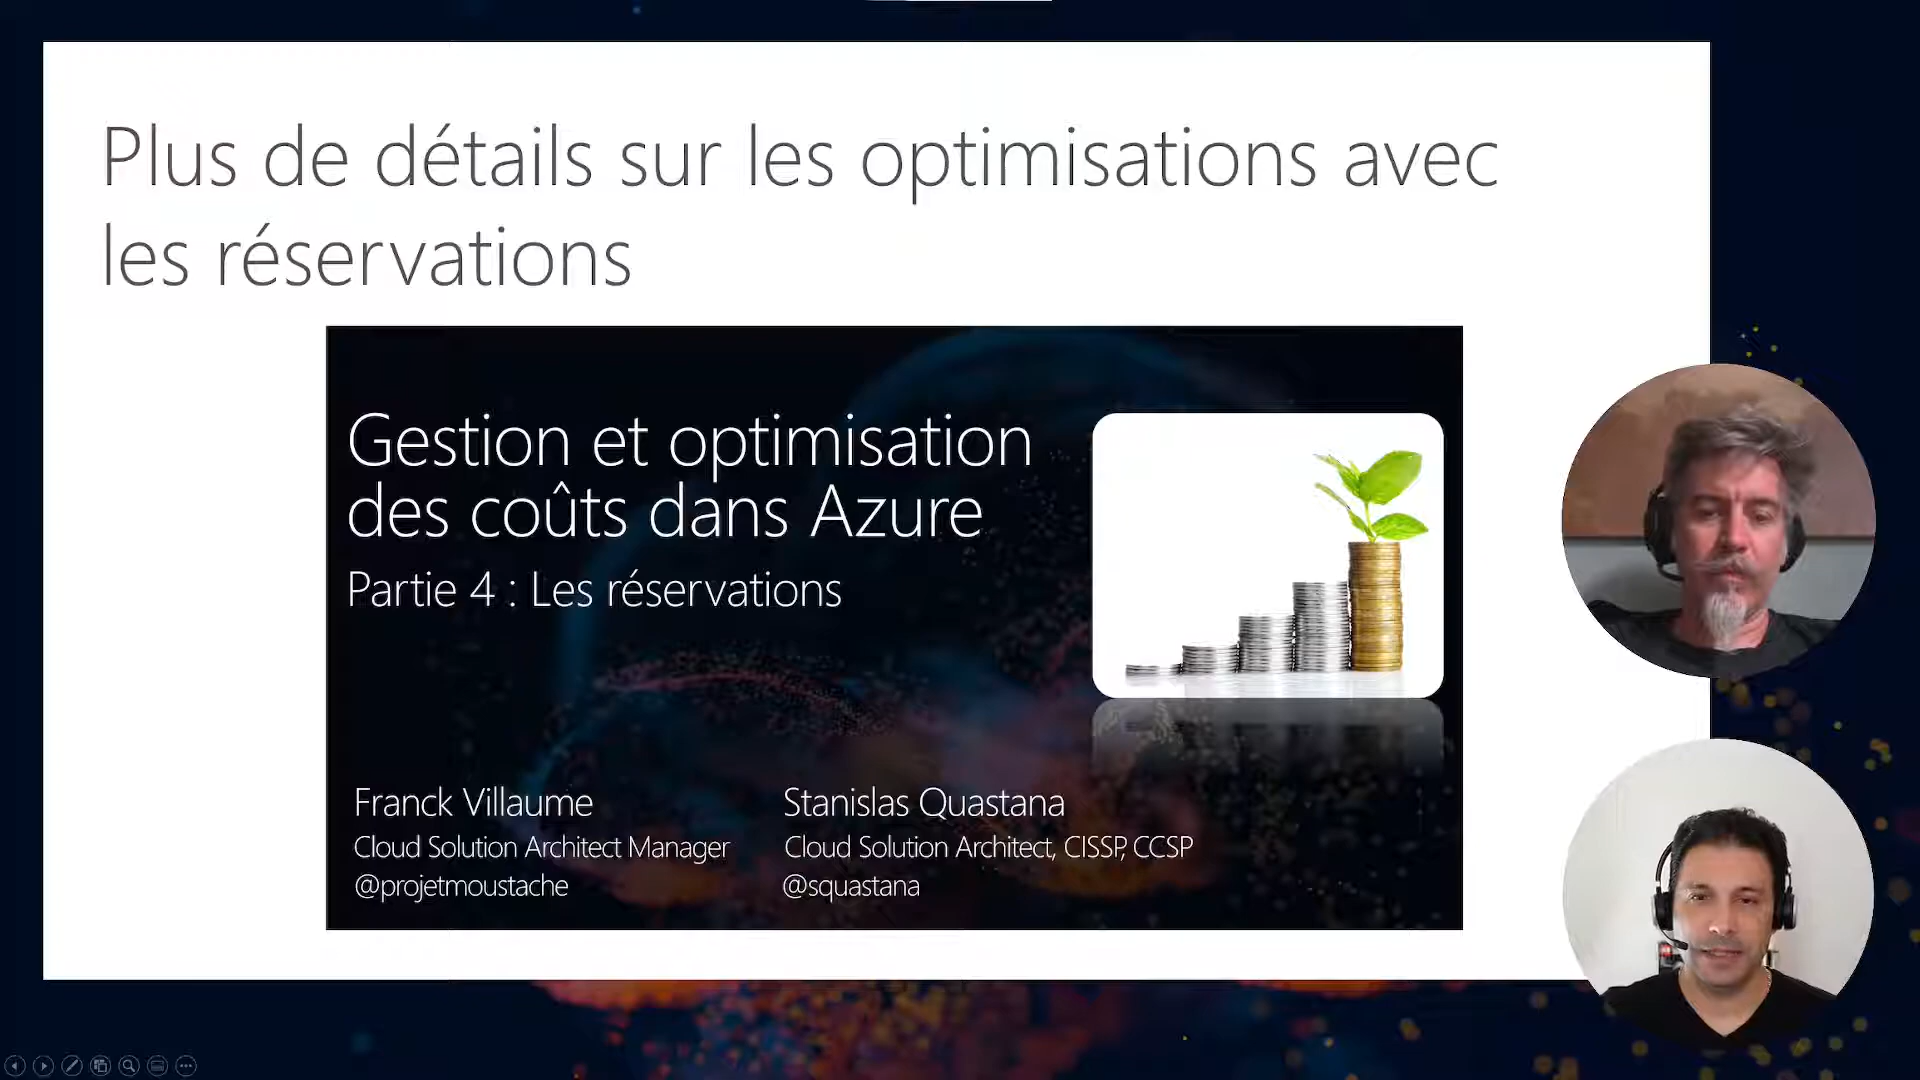 Plus de détails sur les optimisations avec
les réservations
Gestion et optimisation
des coûts dans Azure
Partie 4 : Les réservations
Franck Villaume
Cloud Solution Architect Manager
@projetmoustache
Stanislas Quastana
Cloud Solution Architect, CISSP, CCSP
@squastana